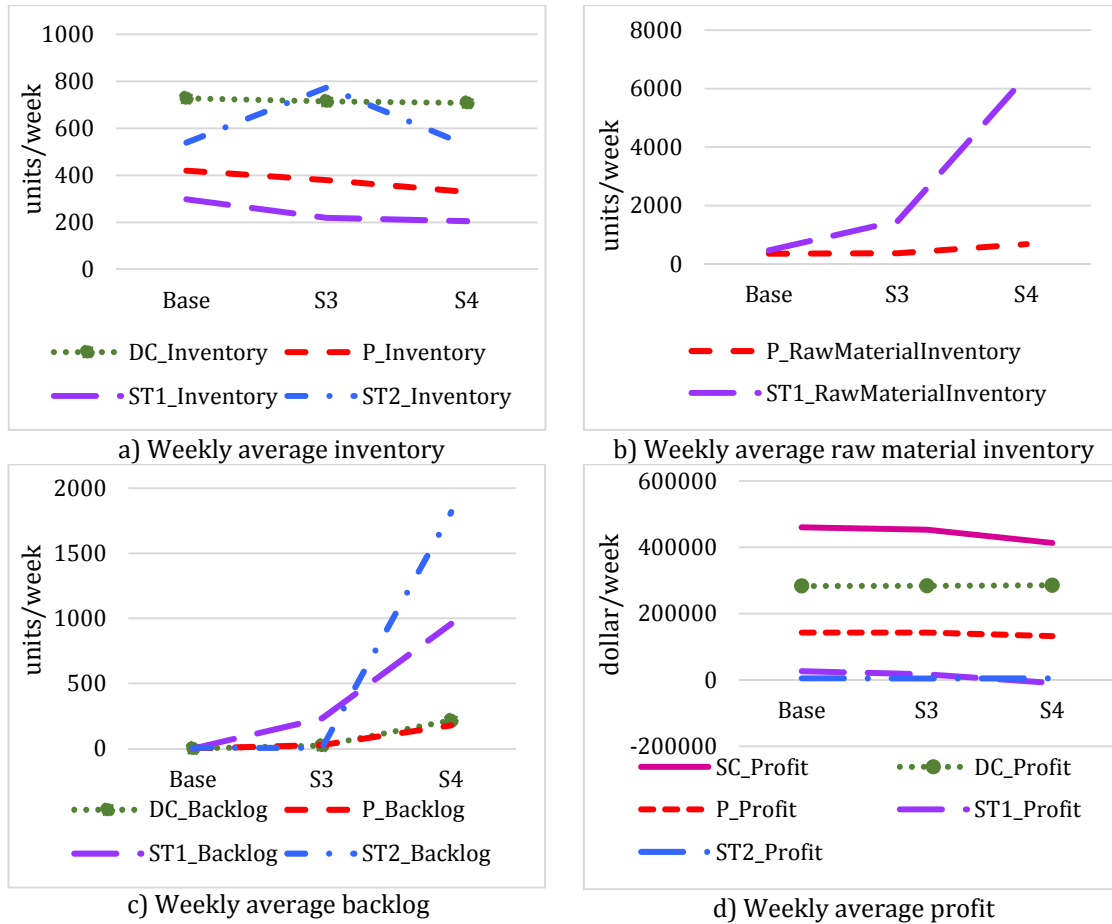 1000
800
600
400
200
0
units/week
Base S3 S4
DC_Inventory P_Inventory
ST1_Inventory ST2_Inventory
a) Weekly average inventory
8000
6000
4000
2000
0
units/week
Base S3 S4
P_RawMaterialInventory
ST1_RawMaterialInventory
b) Weekly average raw material inventory
2000
1500
1000
500
0
units/week
Base S3 S4
DC_Backlog P_Backlog
ST1_Backlog ST2_Backlog
c) Weekly average backlog
600000
400000
200000
0
-200000
dollar/week
Base S3 S4
SC_Profit DC_Profit
P_Profit ST1_Profit
ST2_Profit
d) Weekly average profit